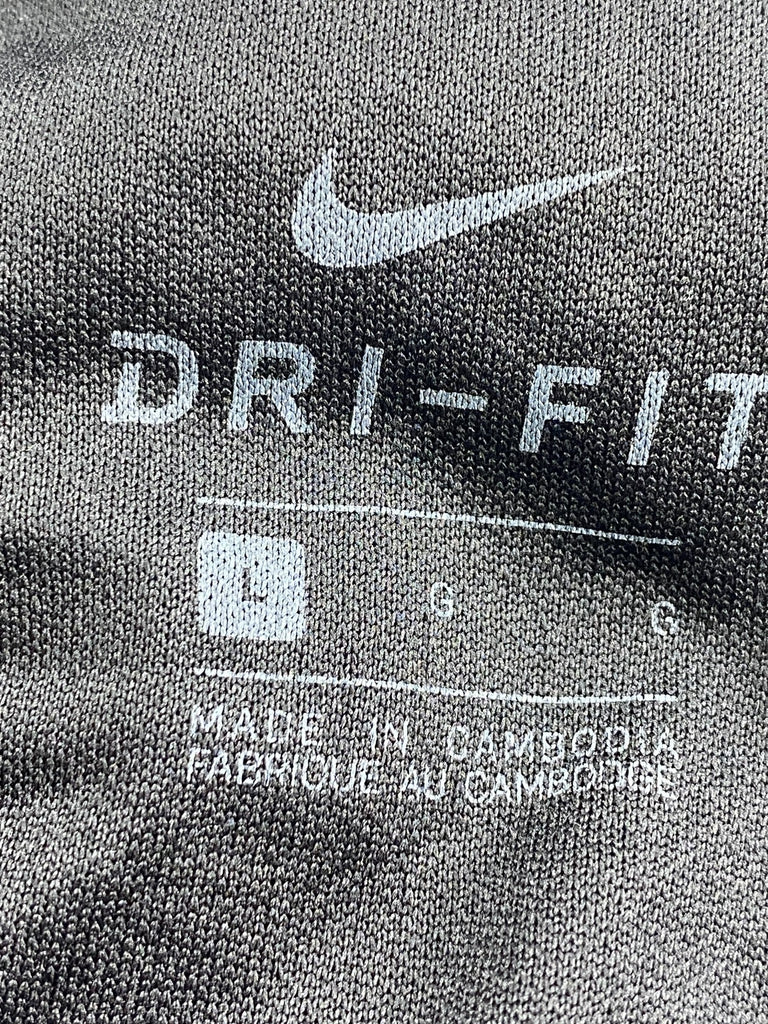 DRI-FIT
L G G
MADE IN CAMBODIA
FABRIQUE AU CAMBODGE